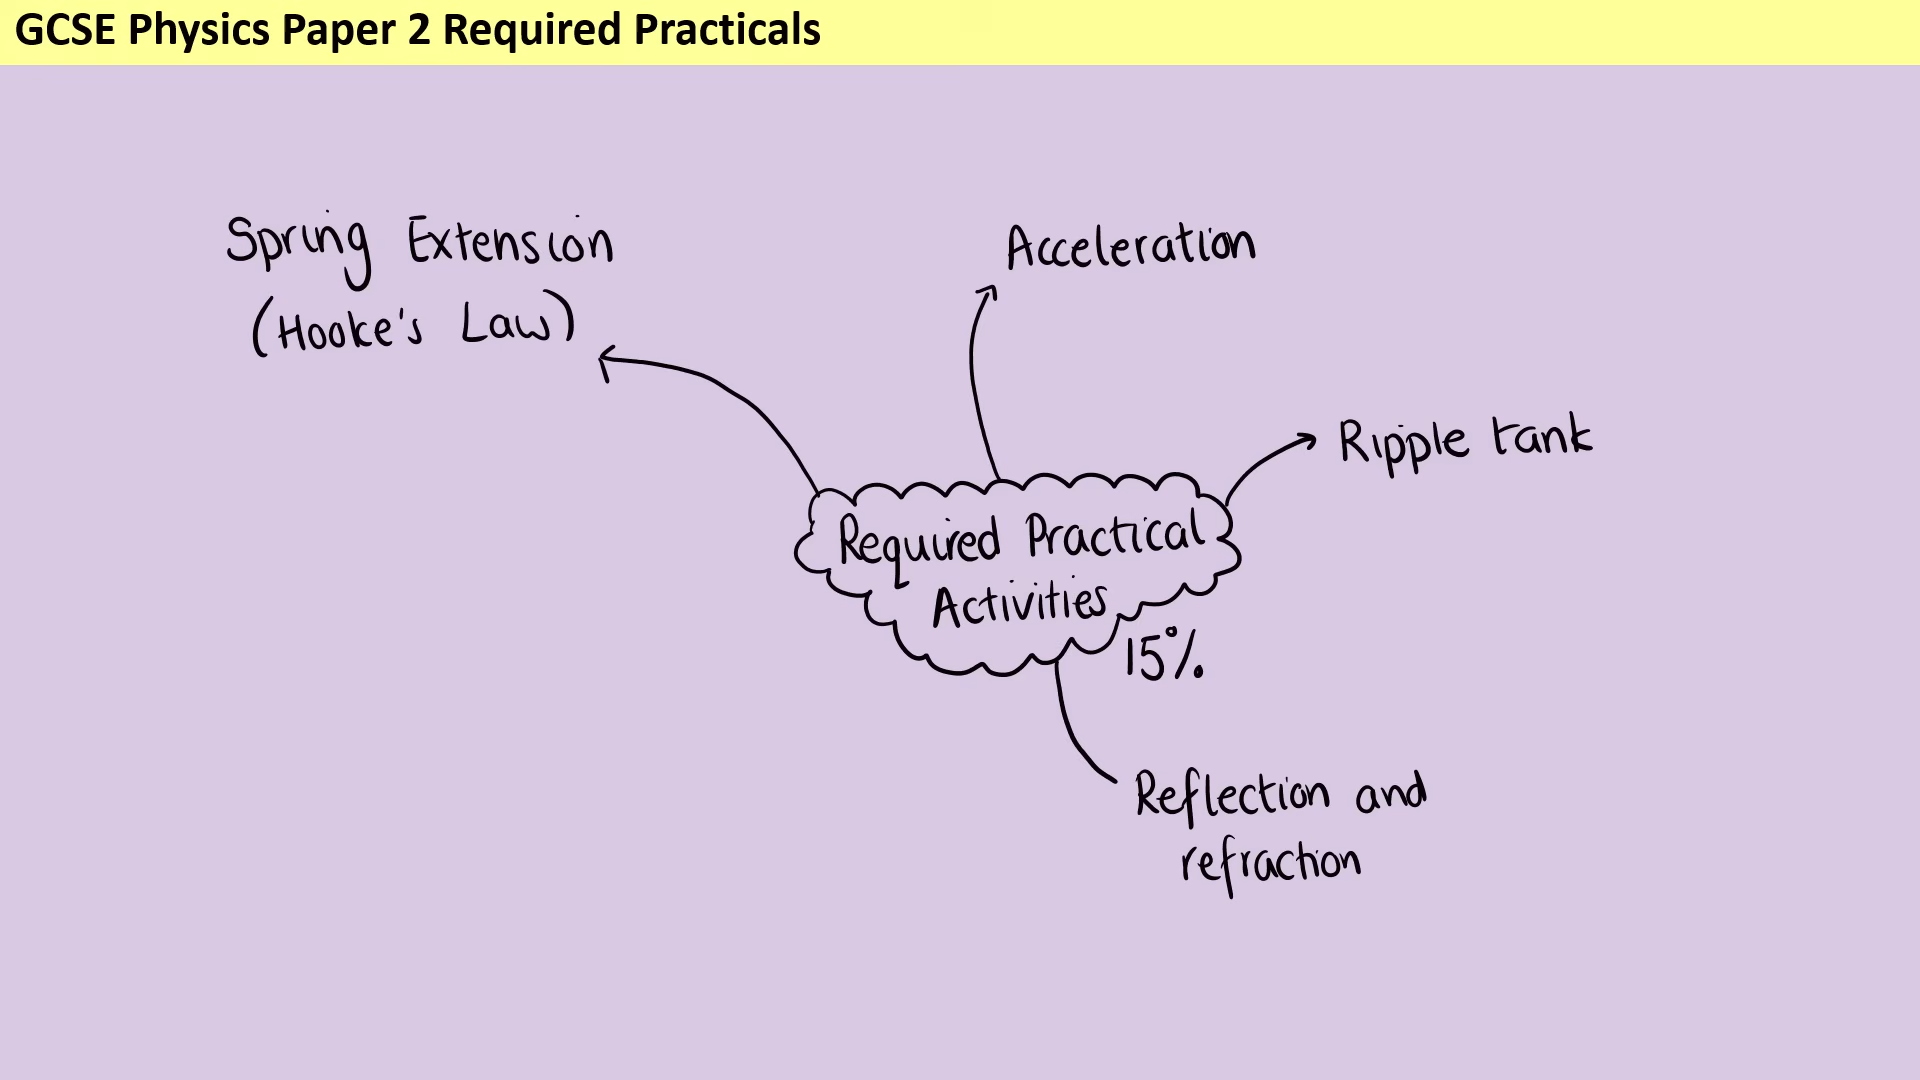 GCSE Physics Paper 2 Required Practicals
Spring Extension
(Hooke's Law)
Acceleration
Ripple tank
Required Practical
Activities
15%
Reflection and
refraction